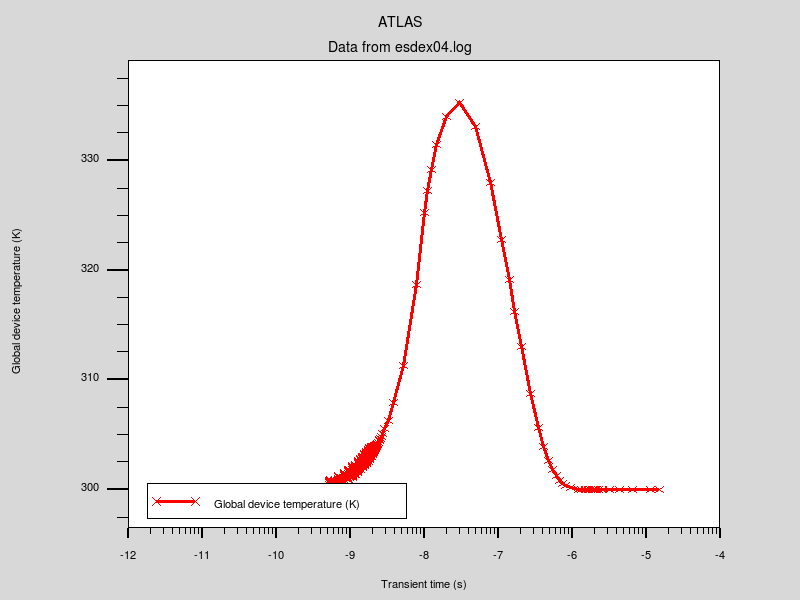 ATLAS
Data from esdex04.log
Global device temperature (K)
330
320
310
300
Global device temperature (K)
-12 -11 -10 -9 -8 -7 -6 -5 -4
Transient time (s)